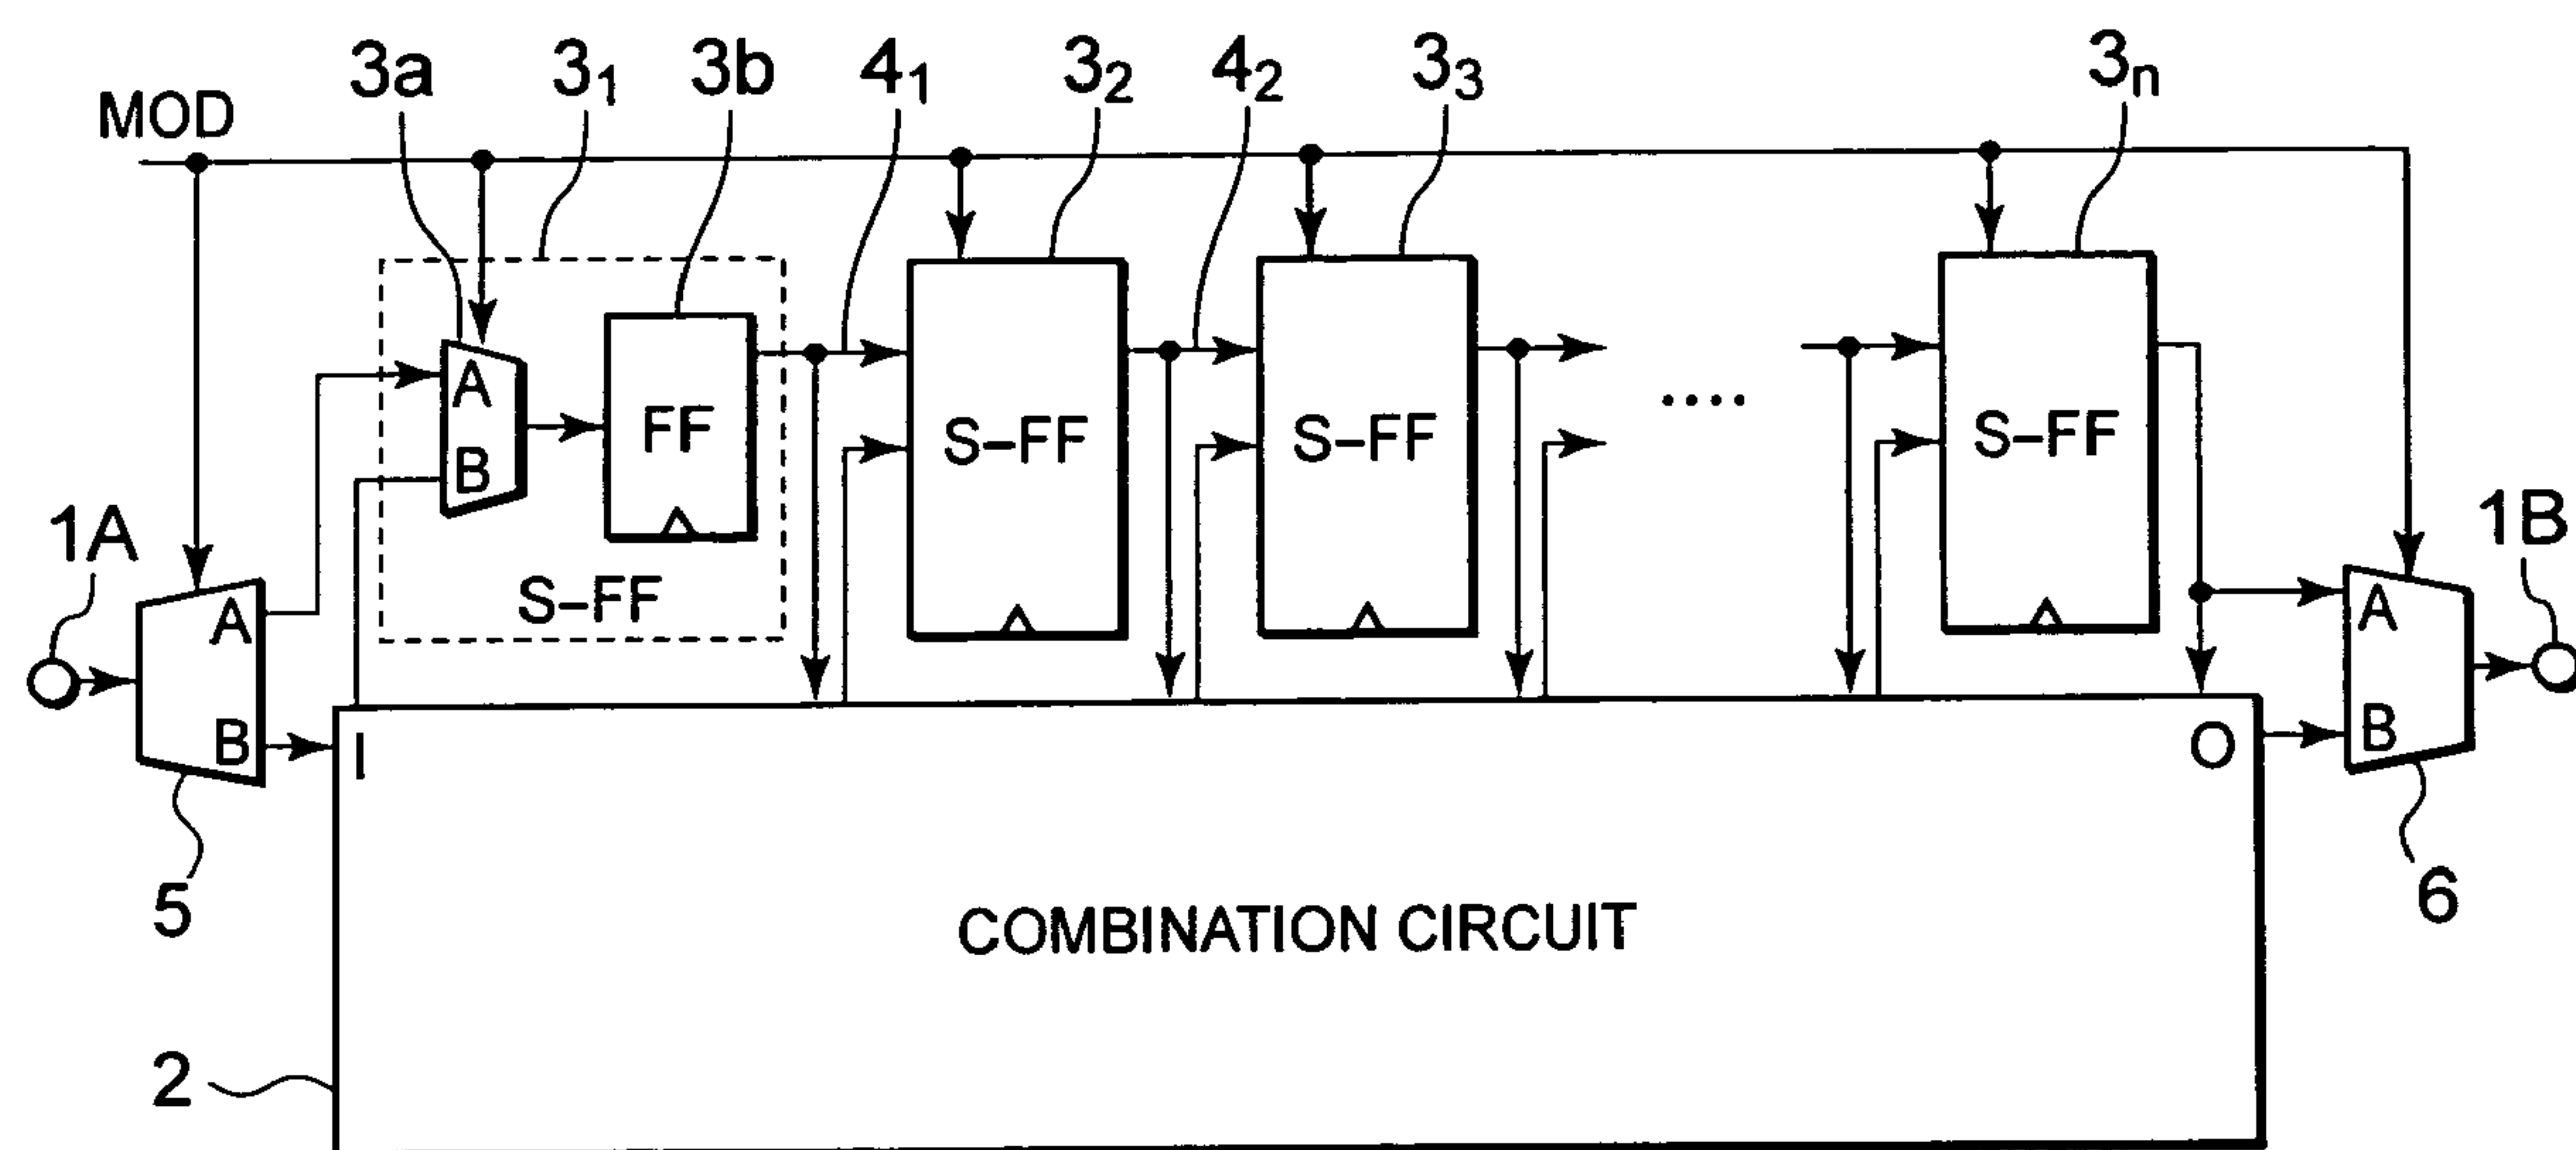 3a 3₁ 3b 4₁ 3₂ 4₂ 3₃ 3ₙ
MOD
A
B
FF
S-FF
S-FF
S-FF
....
S-FF
1A
A
B
5
I
O
A
B
1B
6
COMBINATION CIRCUIT
2